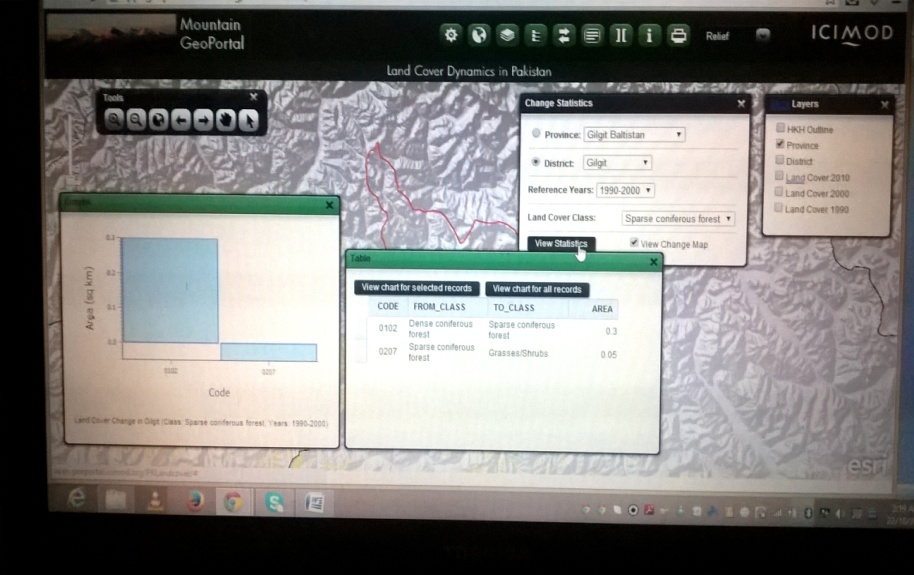 Mountain
GeoPortal
Relief
ICIMOD
Land Cover Dynamics in Pakistan
Tools
Change Statistics
Province: Gilgit Baltistan
District: Gilgit
Reference Years: 1990-2000
Land Cover Class: Sparse coniferous forest
View Statistics
View Change Map
Layers
HKH Outline
Province
District
Land Cover 2010
Land Cover 2000
Land Cover 1990
Area (sq km)
0.3
0.2
0.1
0.0
0102
0207
Code
Land Cover Change in Gilgit (Class: Sparse coniferous forest, Years: 1990-2000)
Table
View chart for selected records
View chart for all records
CODE FROM_CLASS TO_CLASS AREA
0102 Dense coniferous forest Sparse coniferous forest 0.3
0207 Sparse coniferous forest Grasses/Shrubs 0.05
esri